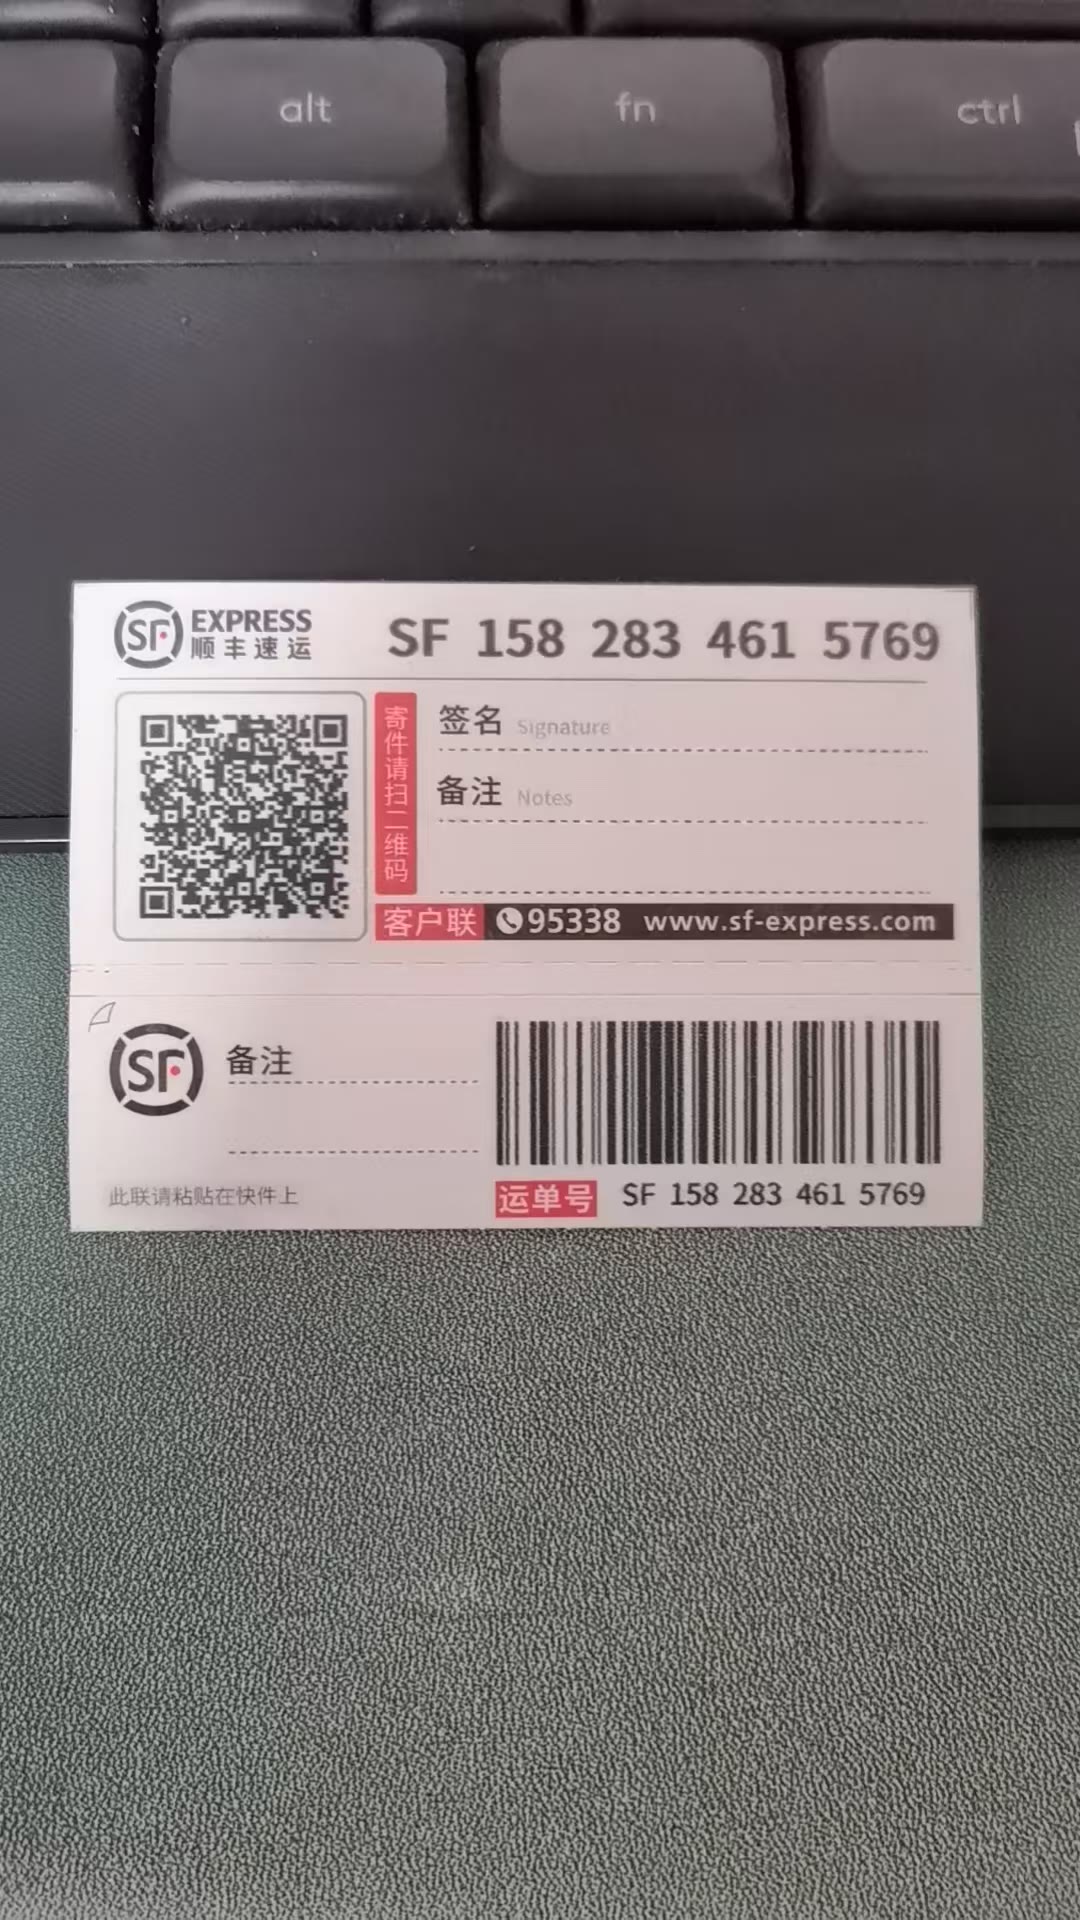 alt fn ctrl
SF EXPRESS
顺丰速运
SF 158 283 461 5769
寄件请扫二维码
签名 Signature
备注 Notes
客户联 95338 www.sf-express.com
SF 备注
此联请粘贴在快件上
运单号 SF 158 283 461 5769